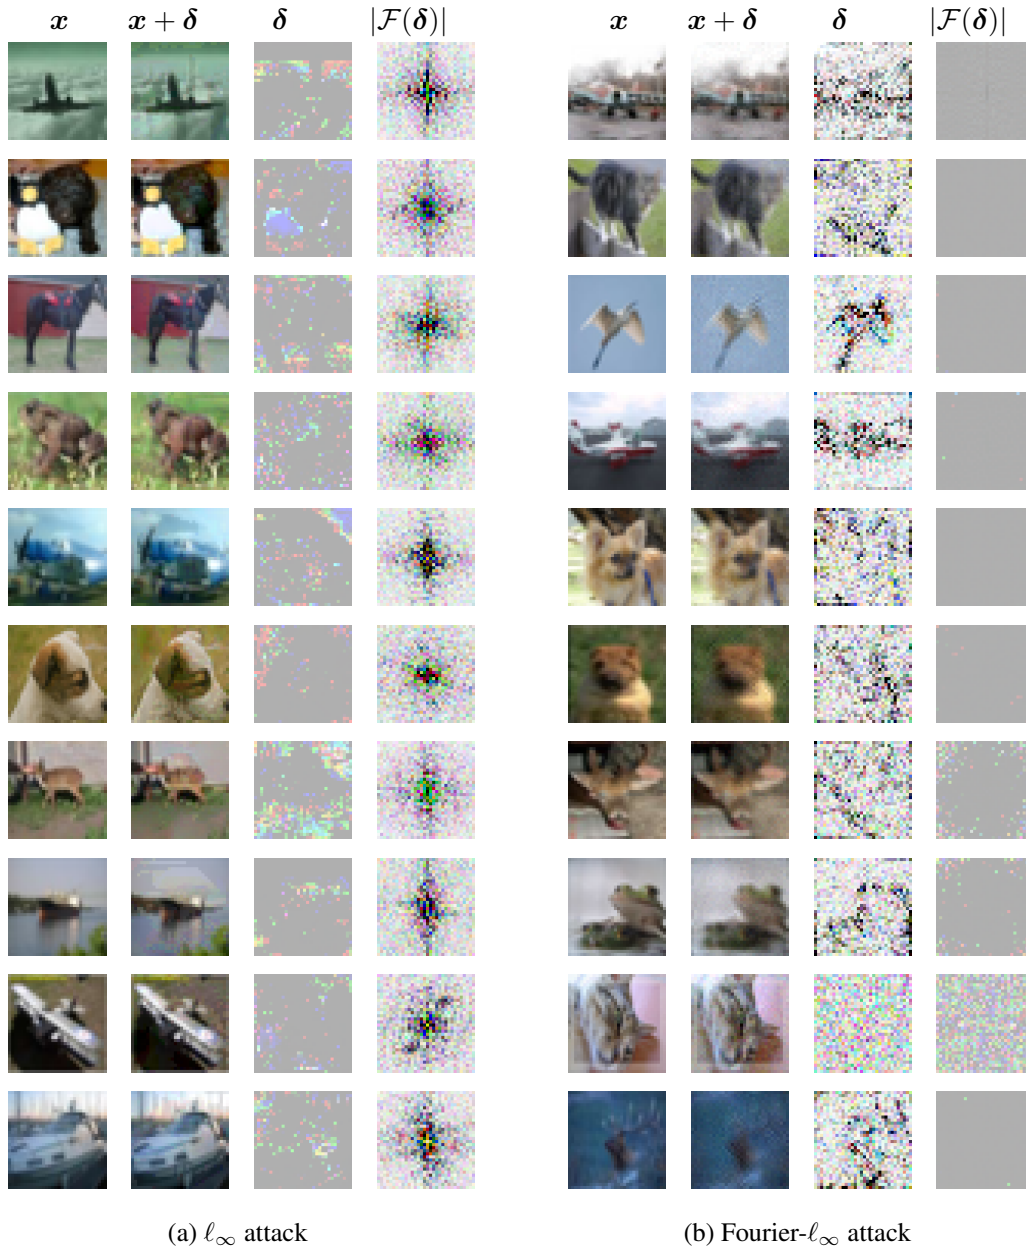 x x + δ δ |F(δ)| x x + δ δ |F(δ)|
(a) ℓ∞ attack (b) Fourier-ℓ∞ attack